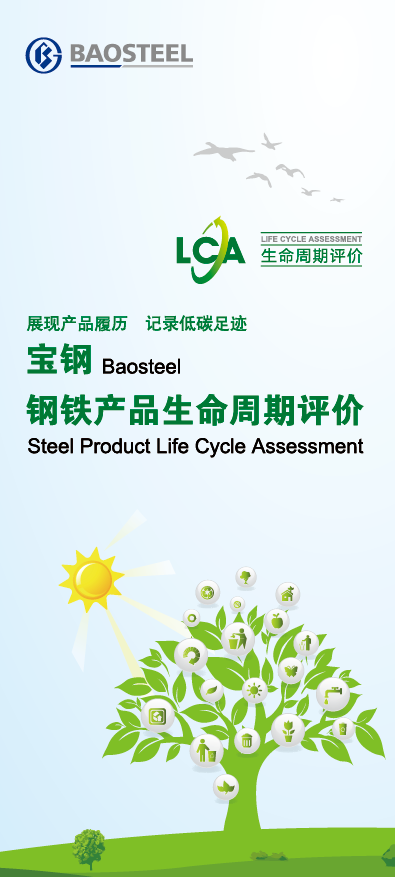 BAOSTEEL
LCA
LIFE CYCLE ASSESSMENT
生命周期评价
展现产品履历 记录低碳足迹
宝钢 Baosteel
钢铁产品生命周期评价
Steel Product Life Cycle Assessment